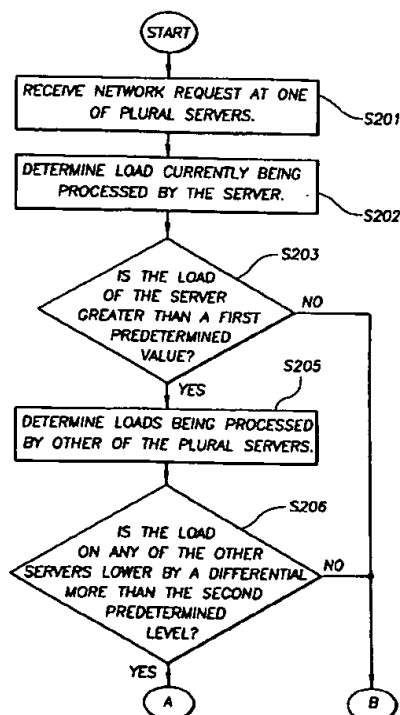 START
RECEIVE NETWORK REQUEST AT ONE
OF PLURAL SERVERS.
S201
DETERMINE LOAD CURRENTLY BEING
PROCESSED BY THE SERVER.
S202
S203
IS THE LOAD
OF THE SERVER
GREATER THAN A FIRST
PREDETERMINED
VALUE?
NO
YES
S205
DETERMINE LOADS BEING PROCESSED
BY OTHER OF THE PLURAL SERVERS.
S206
IS THE LOAD
ON ANY OF THE OTHER
SERVERS LOWER BY A DIFFERENTIAL
MORE THAN THE SECOND
PREDETERMINED
LEVEL?
NO
YES
A
B